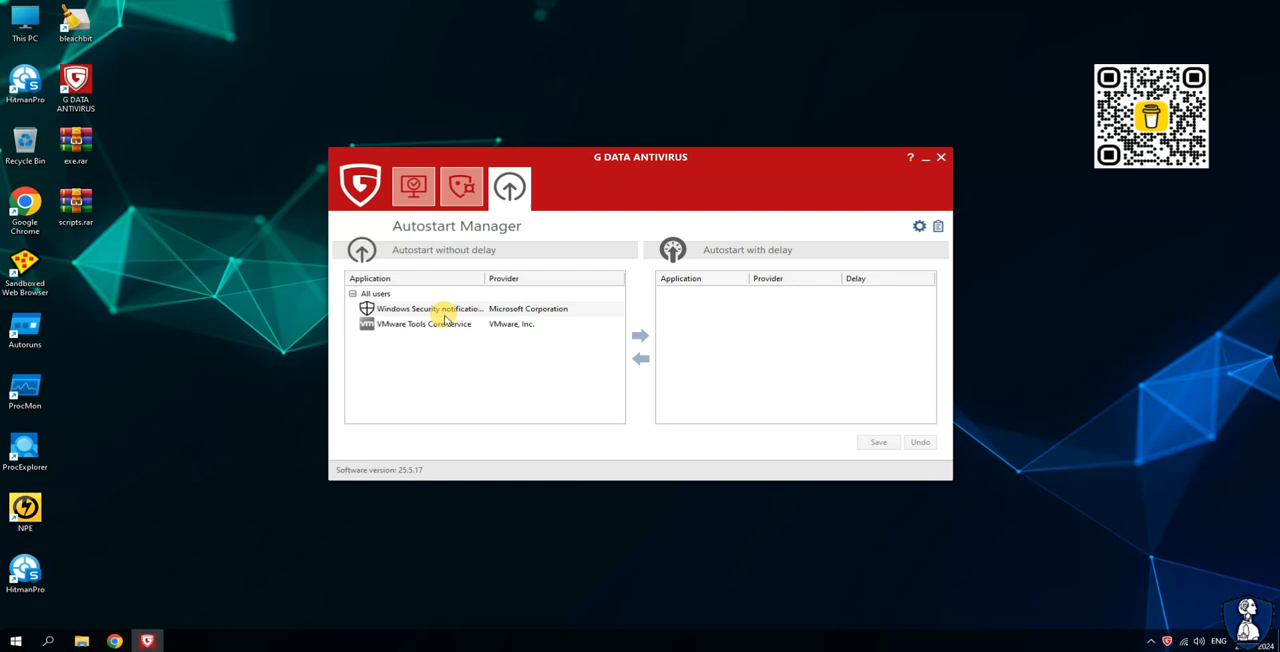 This PC
bleachbit
HitmanPro
G DATA
ANTIVIRUS
Recycle Bin
exe.rar
Google
Chrome
scripts.rar
Sandboxed
Web Browser
Autoruns
ProcMon
ProcExplorer
NPE
HitmanPro
G DATA ANTIVIRUS
?
Autostart Manager
Autostart without delay
Autostart with delay
Application Provider
Application Provider Delay
All users
Windows Security notificatio... Microsoft Corporation
VMware Tools Core Service VMware, Inc.
Save Undo
Software version: 25.5.17
ENG
2024